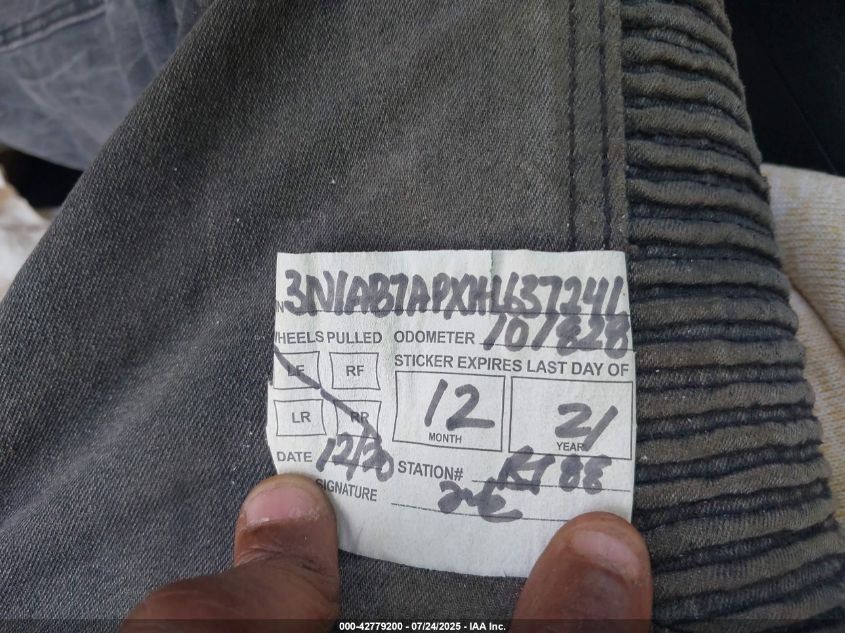 3N1AB7APXHL637241
HEELS PULLED ODOMETER 107828
LF RF STICKER EXPIRES LAST DAY OF
12 21
LR RR MONTH YEAR
DATE 12/20 STATION#
SIGNATURE
000-42779200 - 07/24/2025 - IAA Inc.